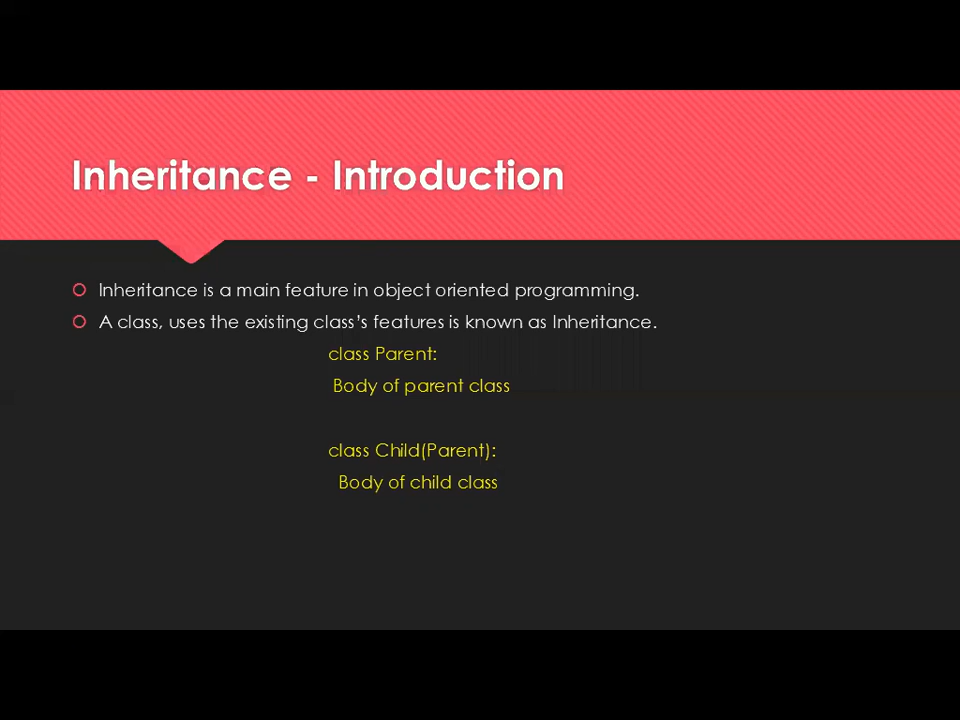 Inheritance - Introduction
Inheritance is a main feature in object oriented programming.
A class, uses the existing class's features is known as Inheritance.
class Parent:
Body of parent class
class Child(Parent):
Body of child class